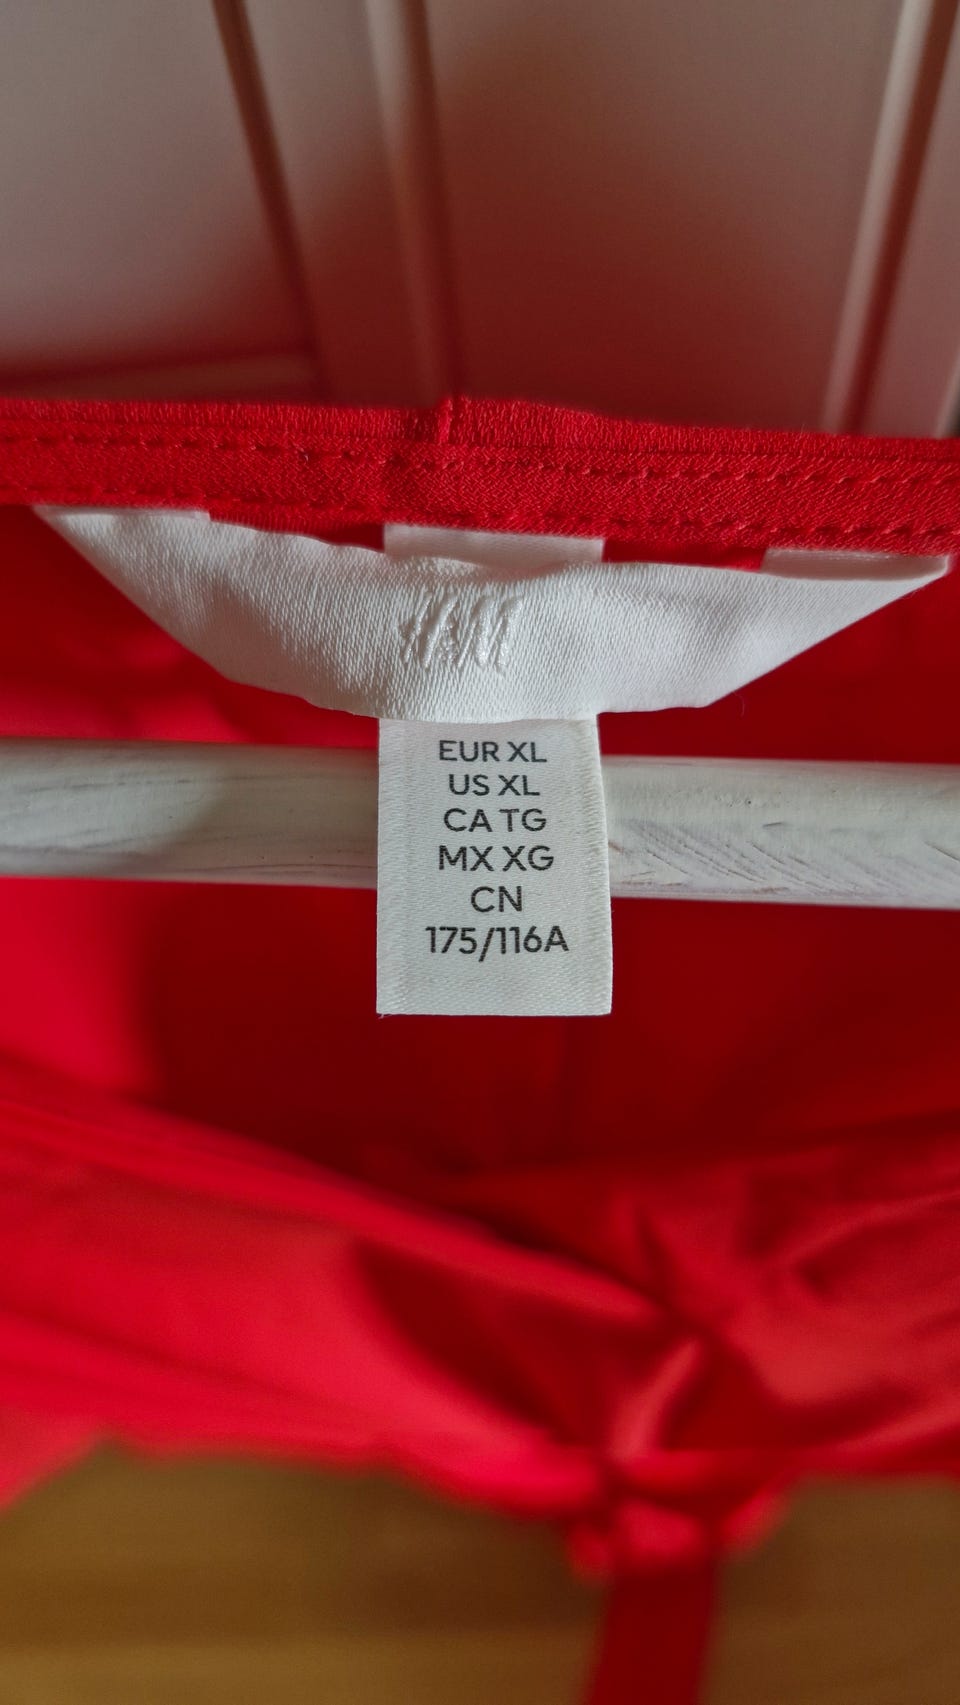 H&M
EUR XL
US XL
CA TG
MX XG
CN
175/116A